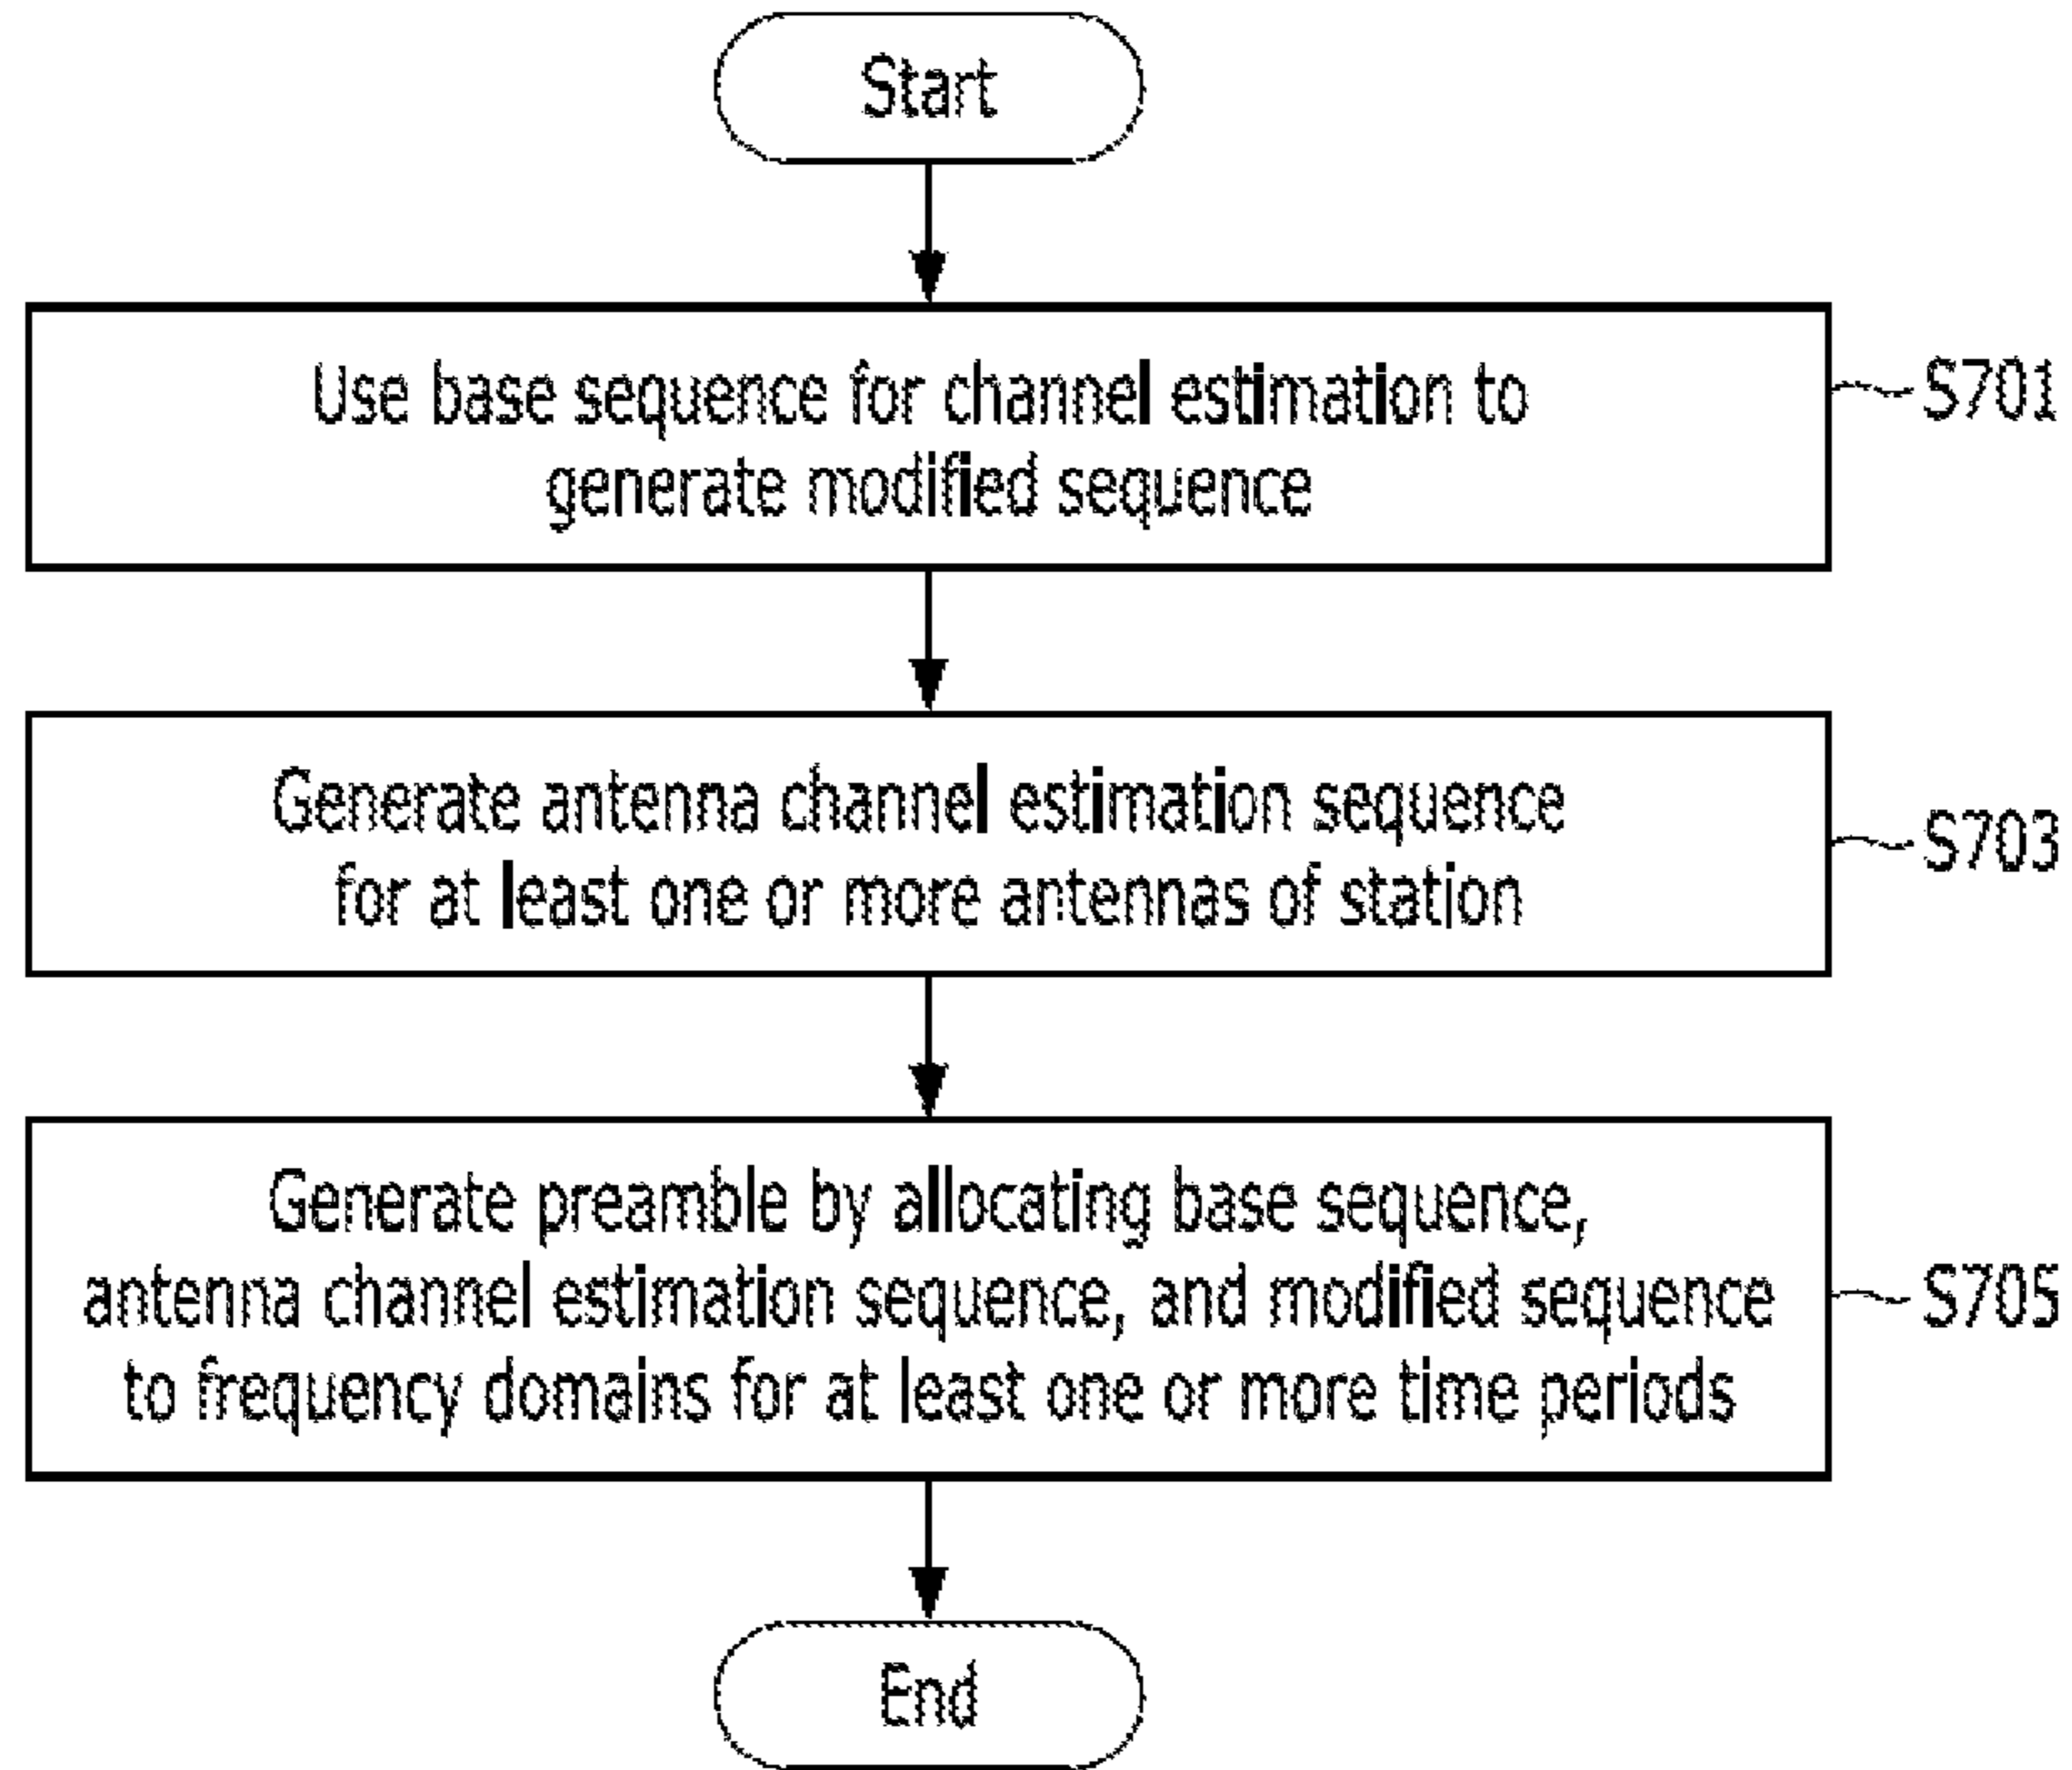 Start
Use base sequence for channel estimation to
generate modified sequence
S701
Generate antenna channel estimation sequence
for at least one or more antennas of station
S703
Generate preamble by allocating base sequence,
antenna channel estimation sequence, and modified sequence
to frequency domains for at least one or more time periods
S705
End